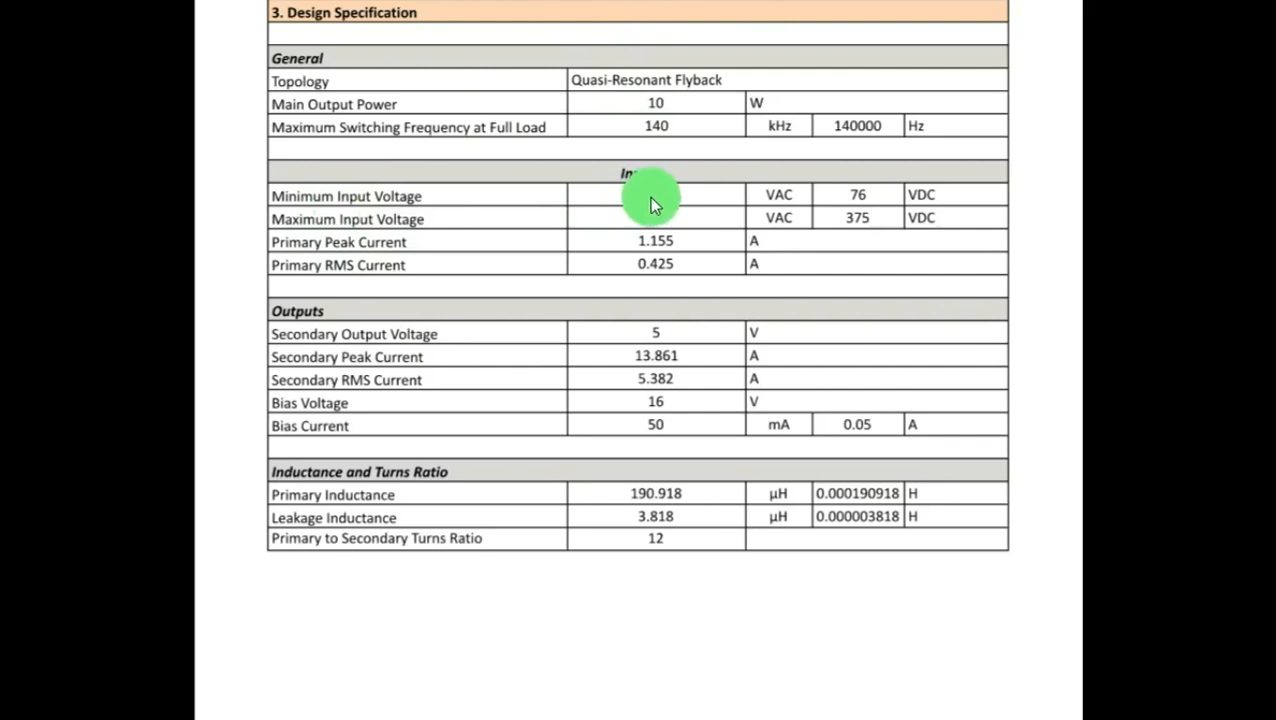 3. Design Specification
General
Topology Quasi-Resonant Flyback
Main Output Power 10 W
Maximum Switching Frequency at Full Load 140 kHz 140000 Hz
Minimum Input Voltage VAC 76 VDC
Maximum Input Voltage VAC 375 VDC
Primary Peak Current 1.155 A
Primary RMS Current 0.425 A
Outputs
Secondary Output Voltage 5 V
Secondary Peak Current 13.861 A
Secondary RMS Current 5.382 A
Bias Voltage 16 V
Bias Current 50 mA 0.05 A
Inductance and Turns Ratio
Primary Inductance 190.918 µH 0.000190918 H
Leakage Inductance 3.818 µH 0.000003818 H
Primary to Secondary Turns Ratio 12